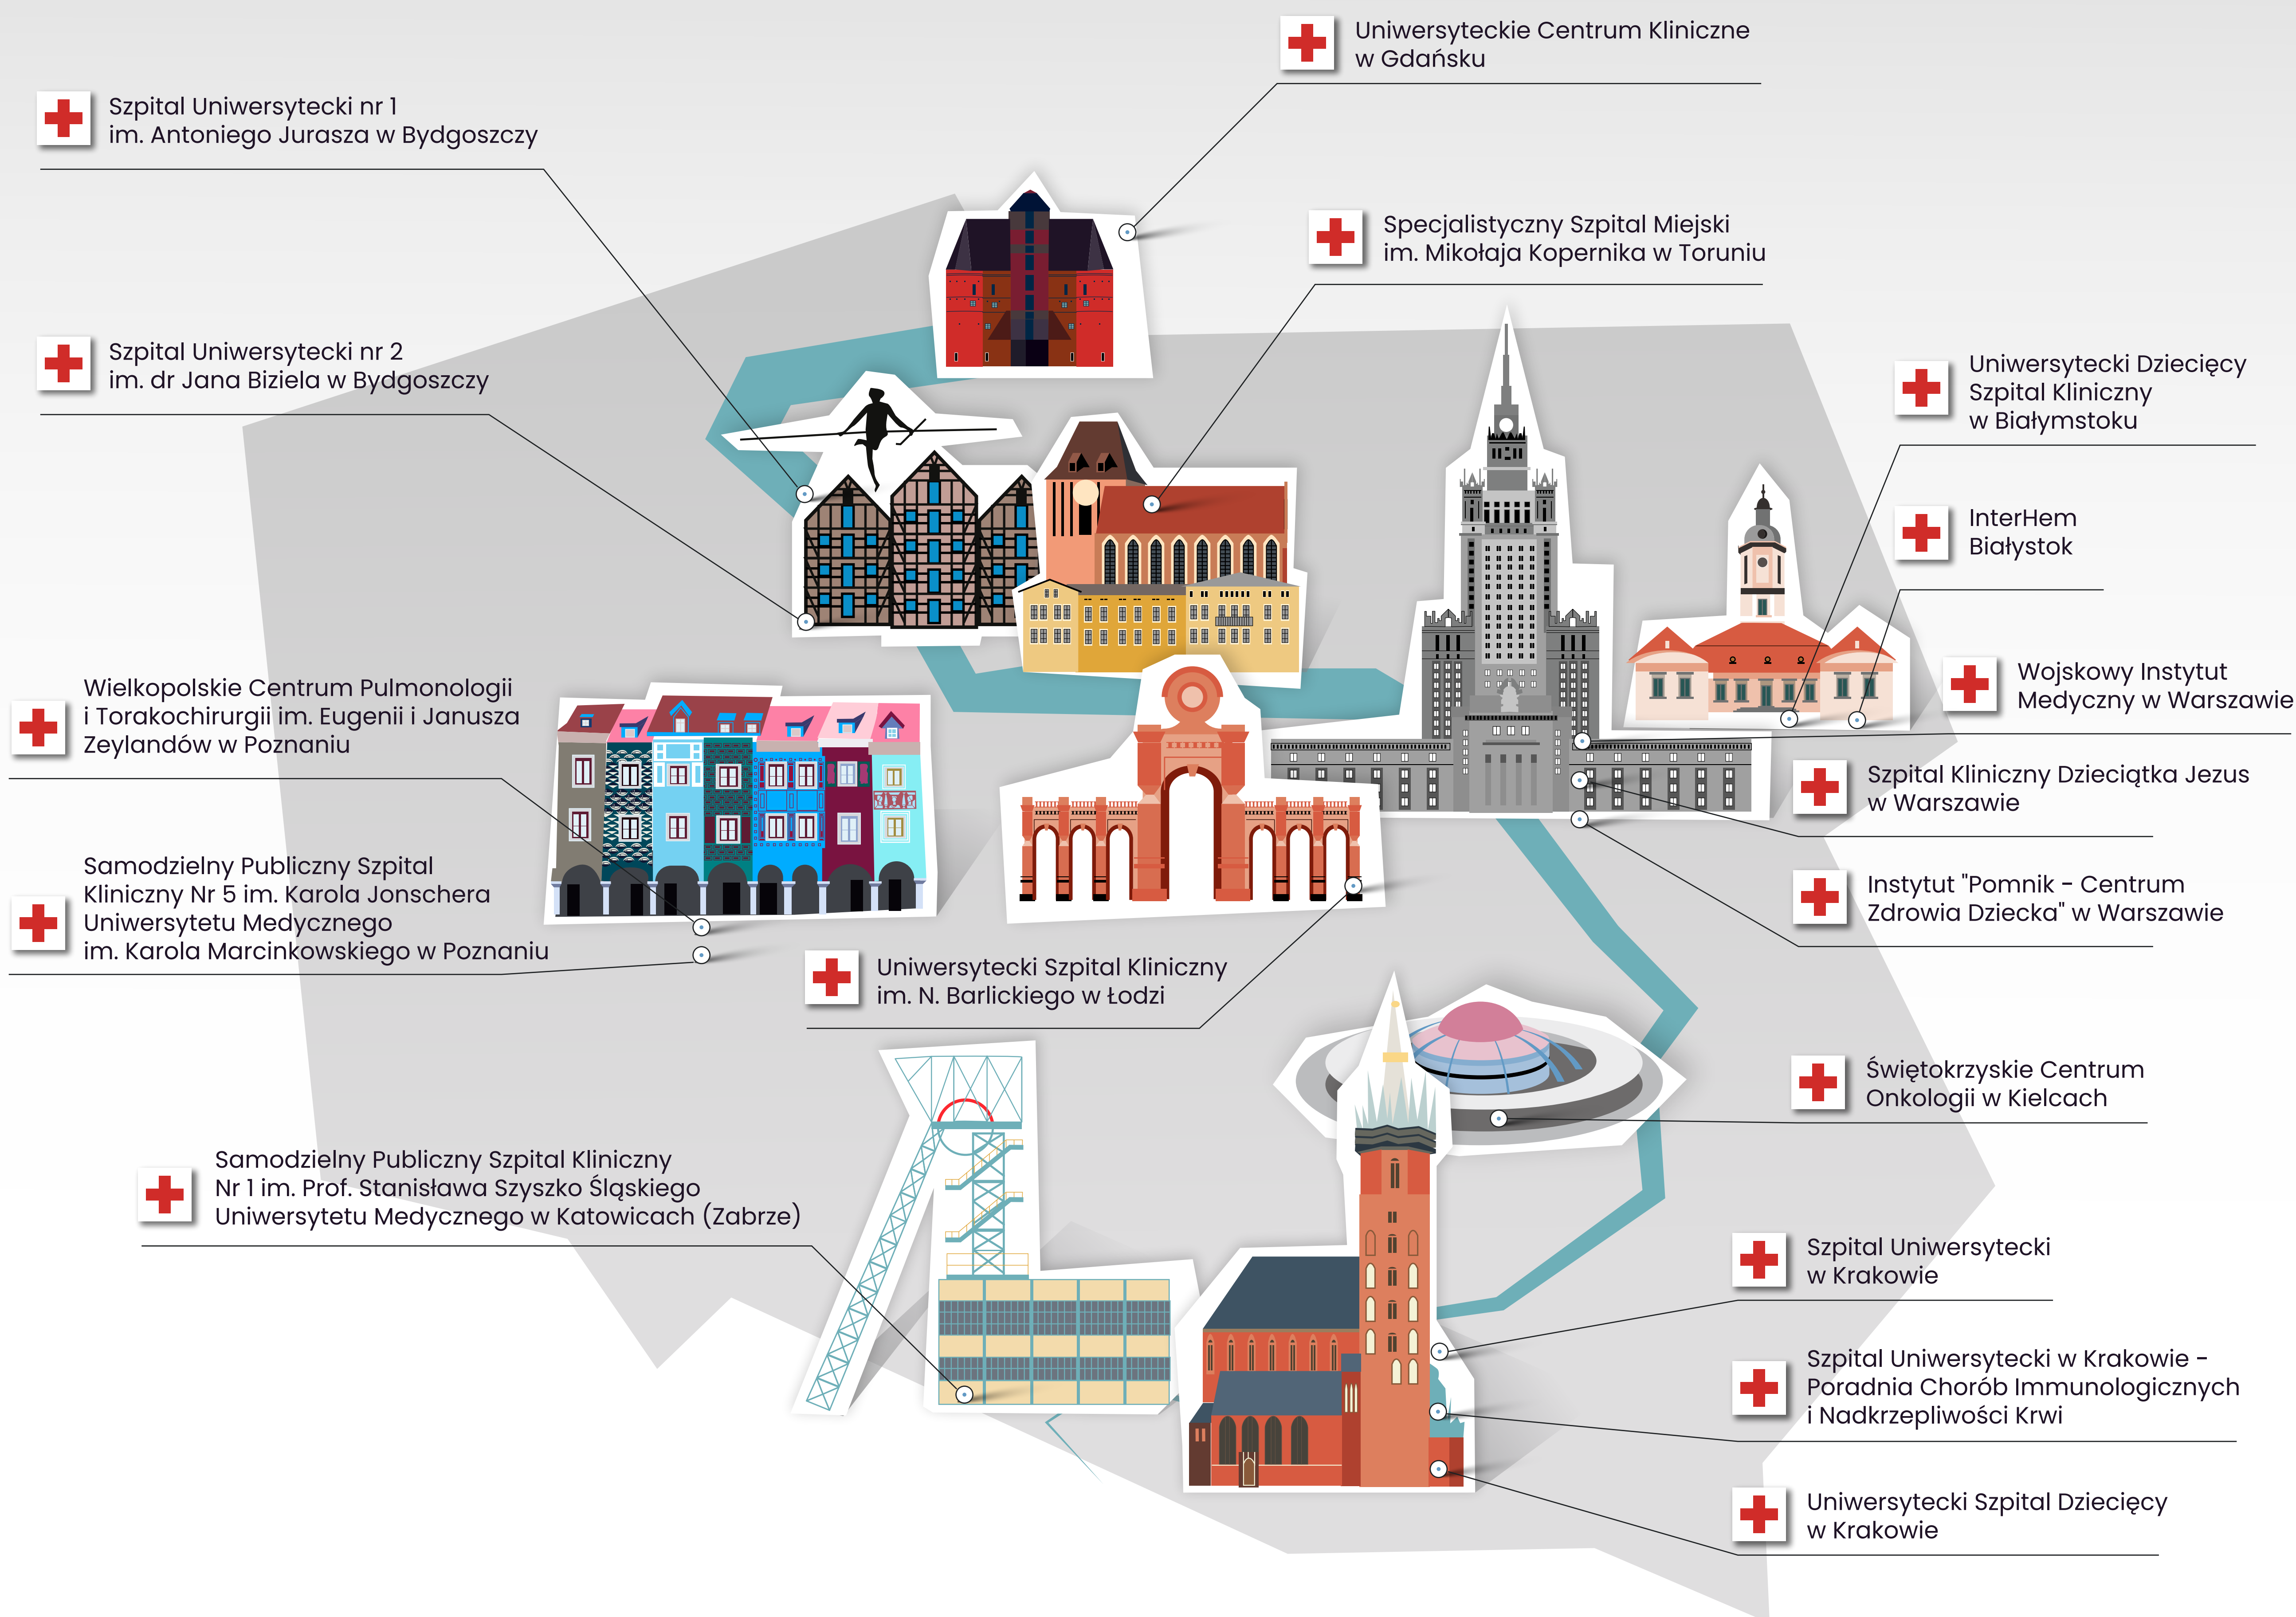 Uniwersyteckie Centrum Kliniczne
w Gdańsku
Szpital Uniwersytecki nr 1
im. Antoniego Jurasza w Bydgoszczy
Specjalistyczny Szpital Miejski
im. Mikołaja Kopernika w Toruniu
Szpital Uniwersytecki nr 2
im. dr Jana Biziela w Bydgoszczy
Uniwersytecki Dziecięcy
Szpital Kliniczny
w Białymstoku
InterHem
Białystok
Wielkopolskie Centrum Pulmonologii
i Torakochirurgii im. Eugenii i Janusza
Zeylandów w Poznaniu
Wojskowy Instytut
Medyczny w Warszawie
Szpital Kliniczny Dzieciątka Jezus
w Warszawie
Samodzielny Publiczny Szpital
Kliniczny Nr 5 im. Karola Jonschera
Uniwersytetu Medycznego
im. Karola Marcinkowskiego w Poznaniu
Instytut "Pomnik - Centrum
Zdrowia Dziecka" w Warszawie
Uniwersytecki Szpital Kliniczny
im. N. Barlickiego w Łodzi
Świętokrzyskie Centrum
Onkologii w Kielcach
Samodzielny Publiczny Szpital Kliniczny
Nr 1 im. Prof. Stanisława Szyszko Śląskiego
Uniwersytetu Medycznego w Katowicach (Zabrze)
Szpital Uniwersytecki
w Krakowie
Szpital Uniwersytecki w Krakowie -
Poradnia Chorób Immunologicznych
i Nadkrzepliwości Krwi
Uniwersytecki Szpital Dziecięcy
w Krakowie